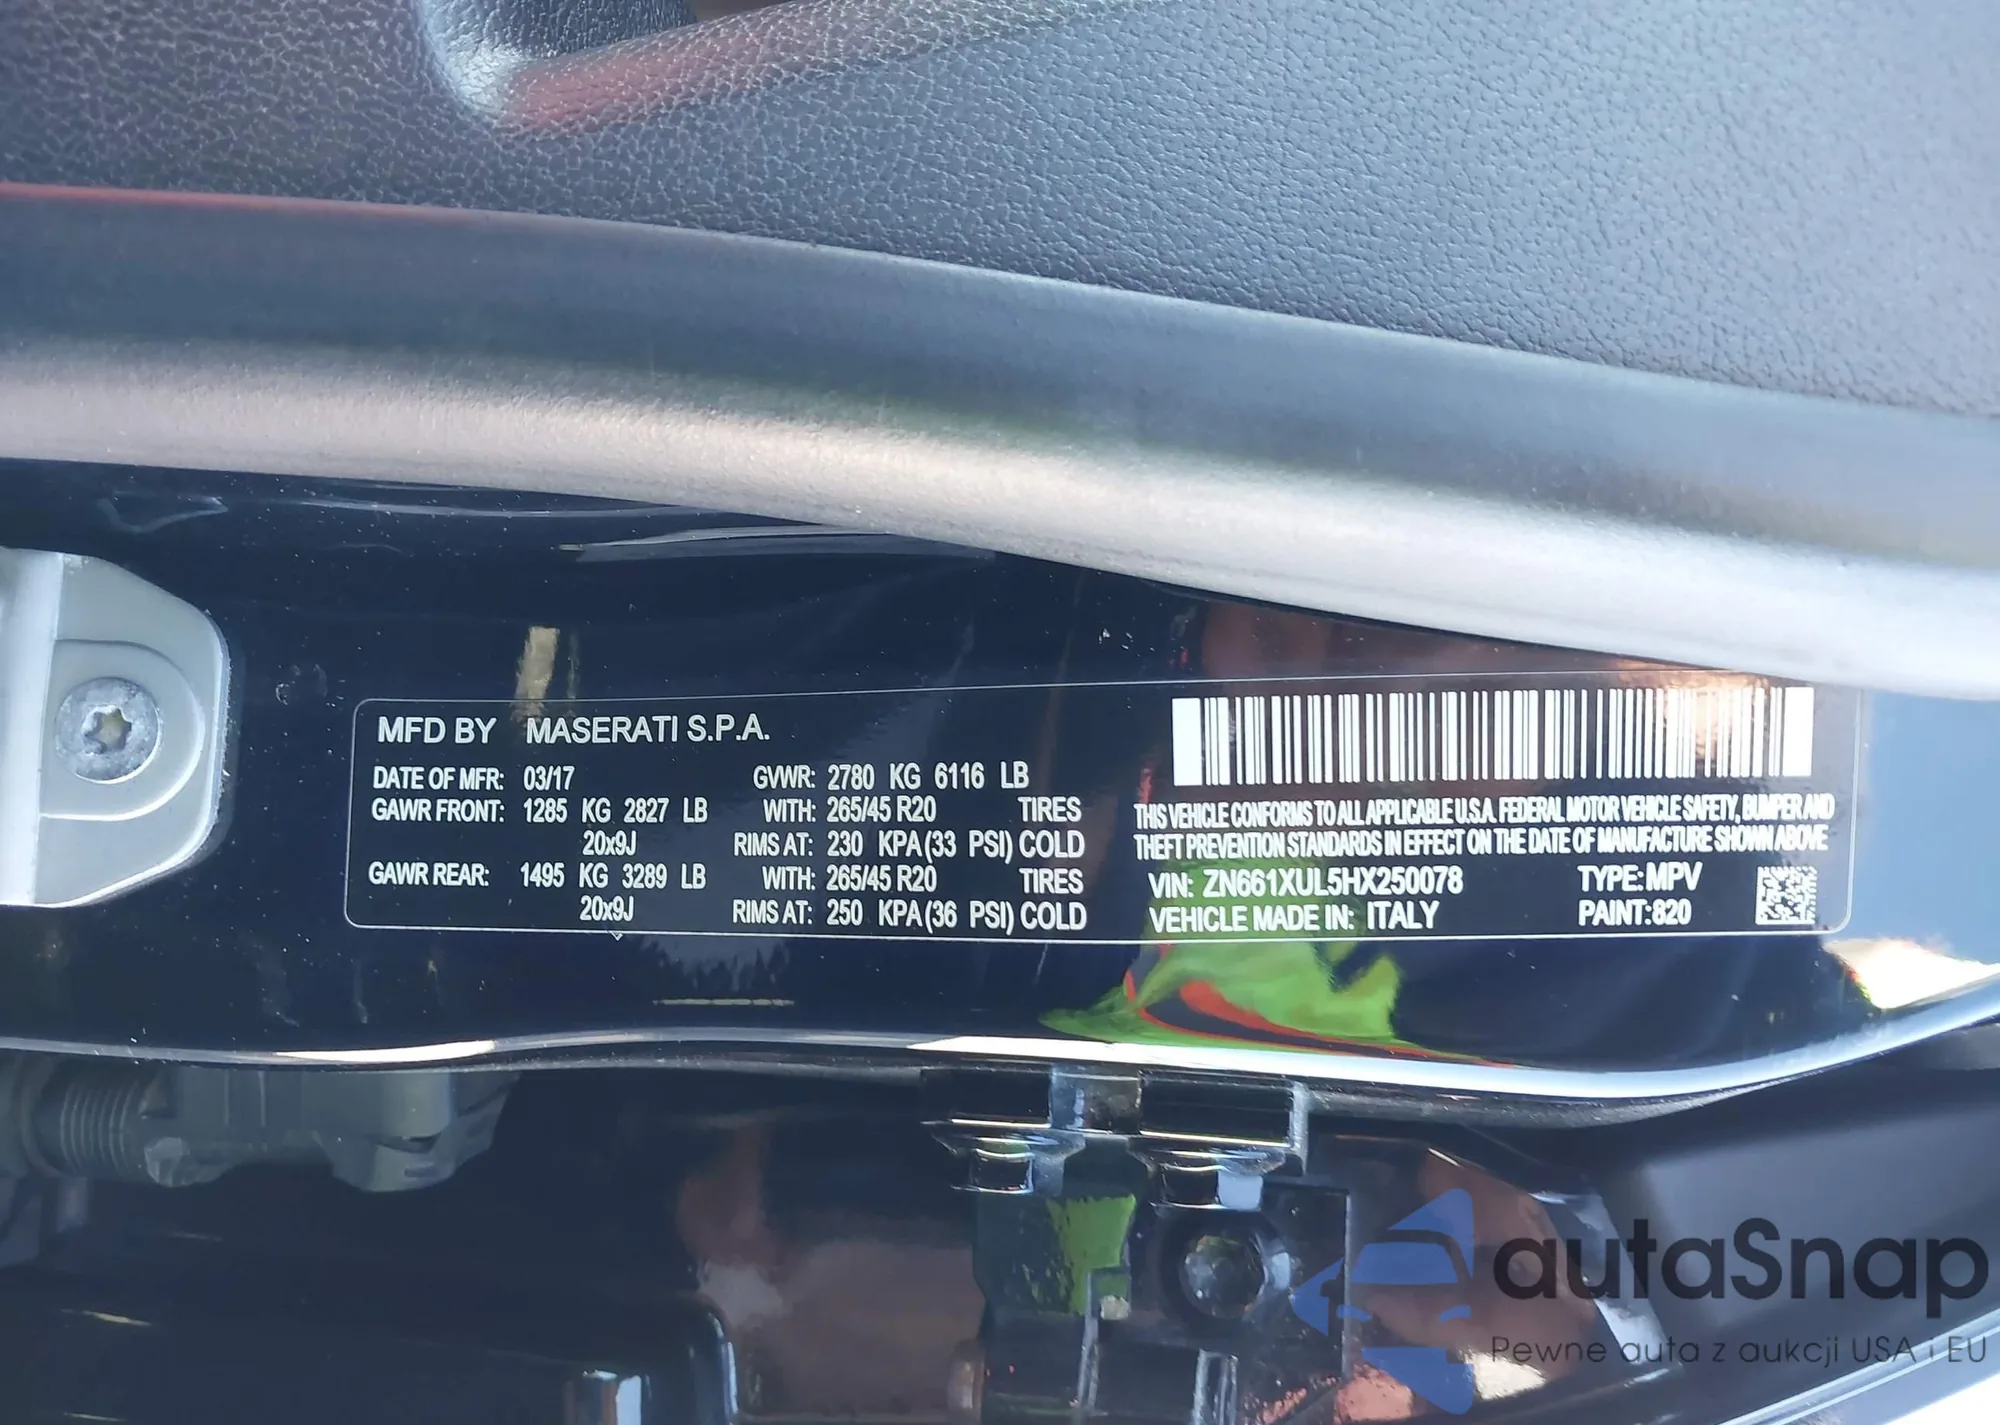 MFD BY MASERATI S.P.A.
DATE OF MFR: 03/17 GVWR: 2780 KG 6116 LB
GAWR FRONT: 1285 KG 2827 LB WITH: 265/45 R20 TIRES
20x9J RIMS AT: 230 KPA (33 PSI) COLD
GAWR REAR: 1495 KG 3289 LB WITH: 265/45 R20 TIRES
20x9J RIMS AT: 250 KPA (36 PSI) COLD
THIS VEHICLE CONFORMS TO ALL APPLICABLE U.S.A. FEDERAL MOTOR VEHICLE SAFETY, BUMPER AND
THEFT PREVENTION STANDARDS IN EFFECT ON THE DATE OF MANUFACTURE SHOWN ABOVE
VIN: ZN661XUL5HX250078 TYPE: MPV
VEHICLE MADE IN: ITALY PAINT: 820
autaSnap
Pewne auta z aukcji USA i EU